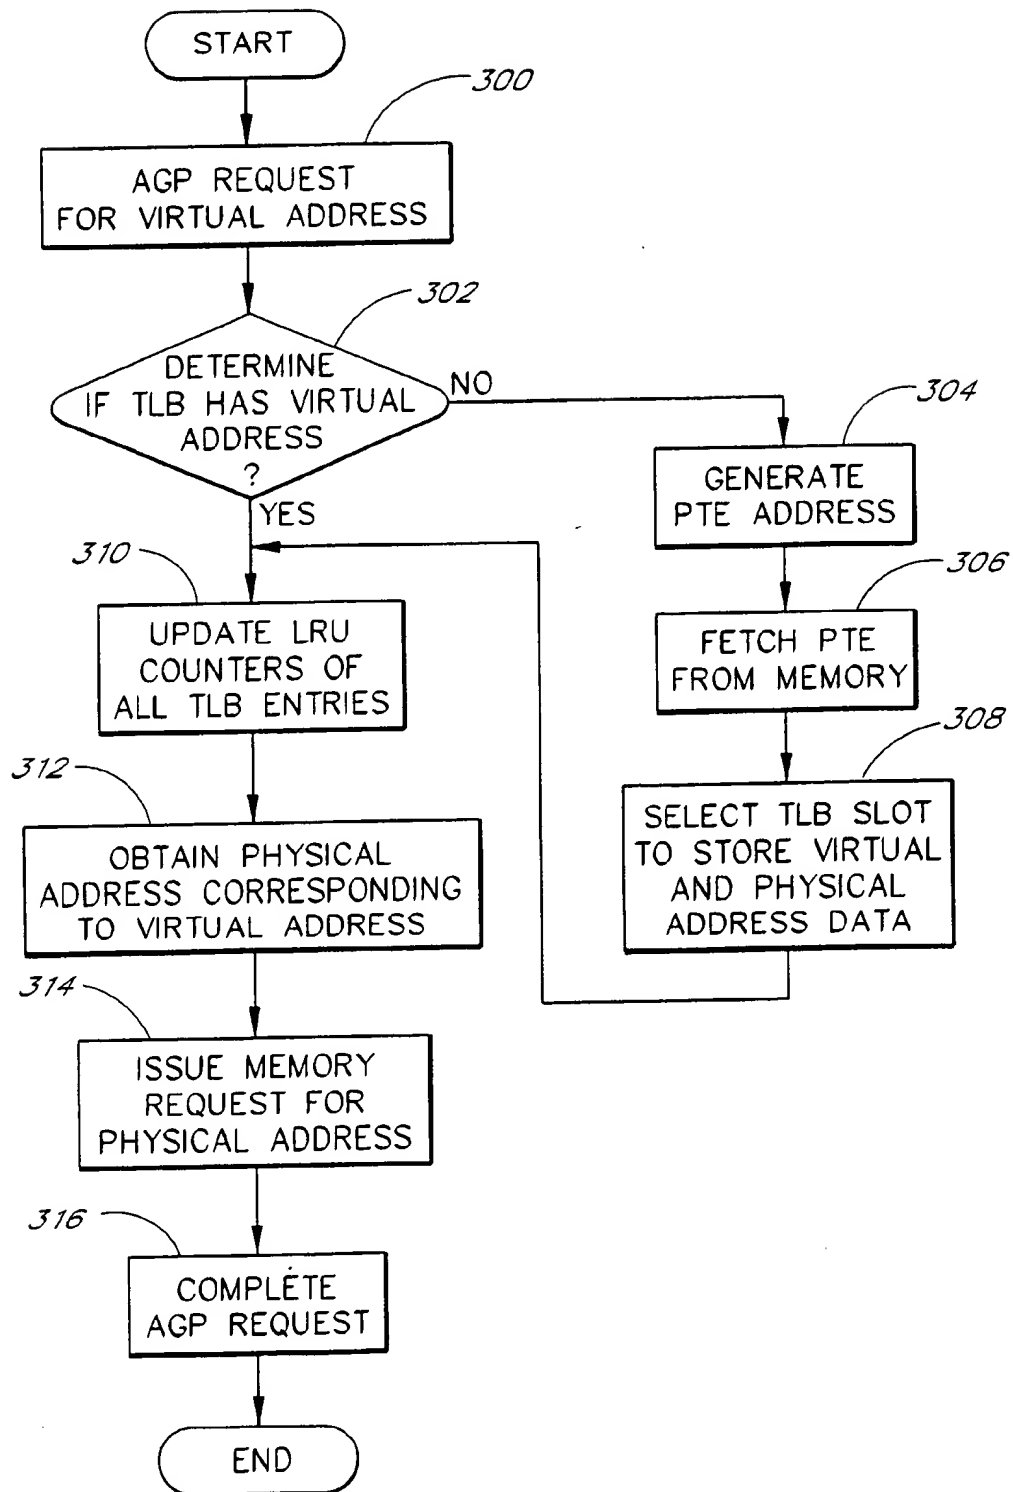 START
300
AGP REQUEST
FOR VIRTUAL ADDRESS
302
DETERMINE
IF TLB HAS VIRTUAL
ADDRESS
?
NO
YES
304
GENERATE
PTE ADDRESS
306
FETCH PTE
FROM MEMORY
308
SELECT TLB SLOT
TO STORE VIRTUAL
AND PHYSICAL
ADDRESS DATA
310
UPDATE LRU
COUNTERS OF
ALL TLB ENTRIES
312
OBTAIN PHYSICAL
ADDRESS CORRESPONDING
TO VIRTUAL ADDRESS
314
ISSUE MEMORY
REQUEST FOR
PHYSICAL ADDRESS
316
COMPLETE
AGP REQUEST
END